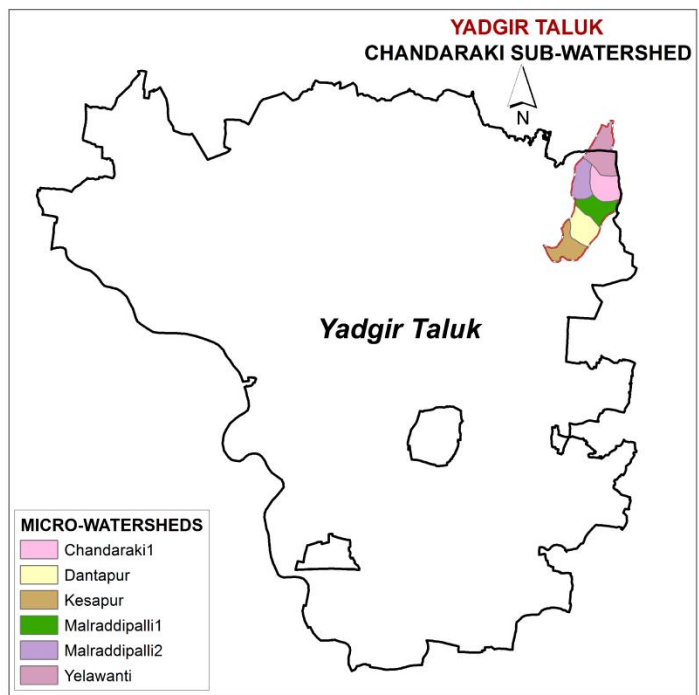 YADGIR TALUK
CHANDARAKI SUB-WATERSHED
N
Yadgir Taluk
MICRO-WATERSHEDS
Chandaraki1
Dantapur
Kesapur
Malraddipalli1
Malraddipalli2
Yelawanti